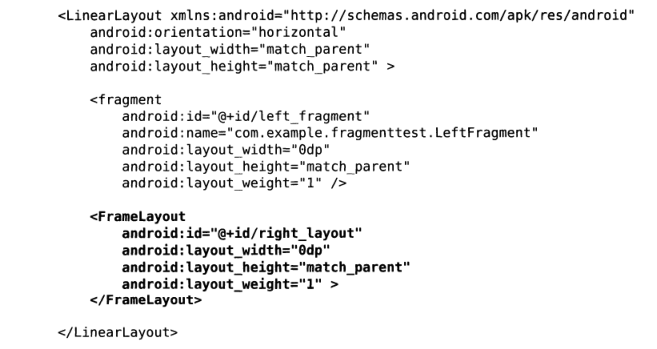 <LinearLayout xmlns:android="http://schemas.android.com/apk/res/android"
    android:orientation="horizontal"
    android:layout_width="match_parent"
    android:layout_height="match_parent" >

    <fragment
        android:id="@+id/left_fragment"
        android:name="com.example.fragmenttest.LeftFragment"
        android:layout_width="0dp"
        android:layout_height="match_parent"
        android:layout_weight="1" />

    <FrameLayout
        android:id="@+id/right_layout"
        android:layout_width="0dp"
        android:layout_height="match_parent"
        android:layout_weight="1" >
    </FrameLayout>

</LinearLayout>